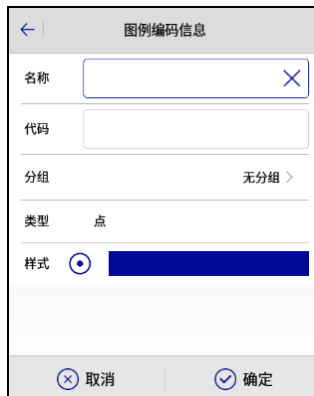 图例编码信息
名称
代码
分组 无分组
类型 点
样式
取消 确定